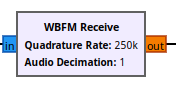 WBFM Receive
in
Quadrature Rate: 250k
out
Audio Decimation: 1